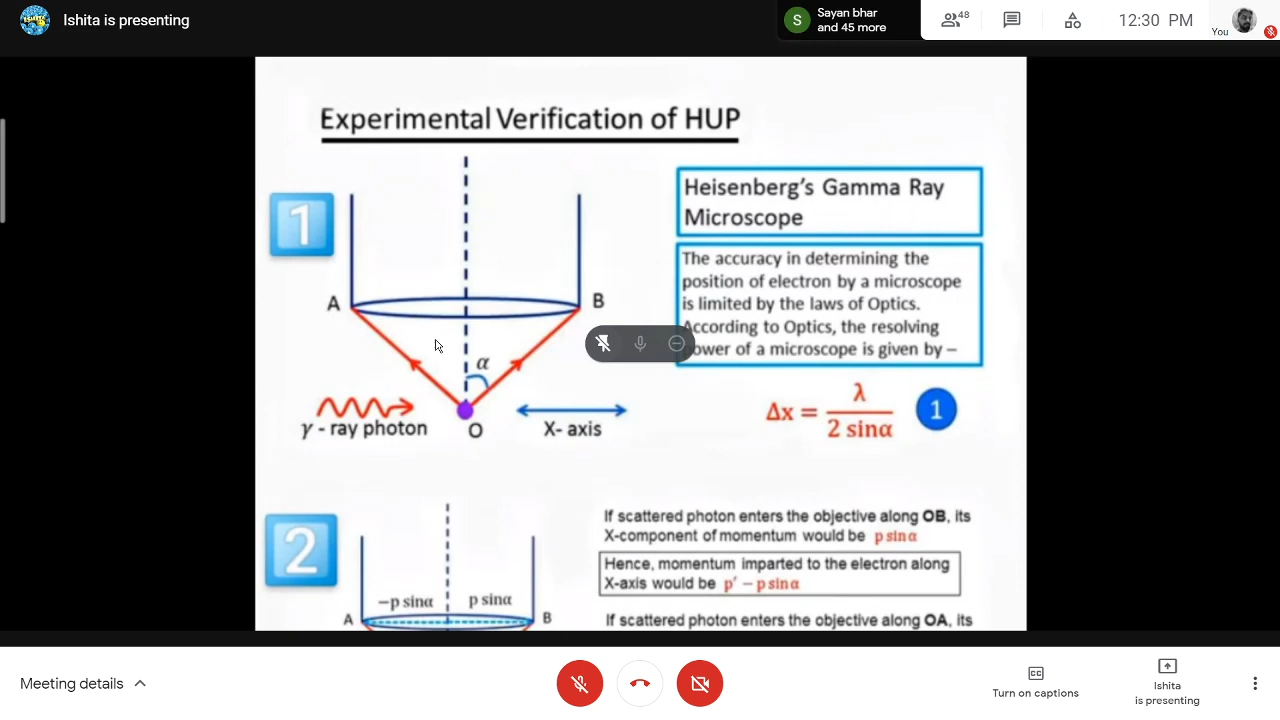 Ishita is presenting
S
Sayan bhar
and 45 more
48
12:30 PM
You
Experimental Verification of HUP
1
A
B
α
γ - ray photon
O
X- axis
Heisenberg's Gamma Ray
Microscope
The accuracy in determining the
position of electron by a microscope
is limited by the laws of Optics.
According to Optics, the resolving
power of a microscope is given by –
Δx = λ / 2 sinα
1
2
−p sinα
p sinα
A
B
If scattered photon enters the objective along OB, its
X-component of momentum would be p sinα
Hence, momentum imparted to the electron along
X-axis would be p′ − p sinα
If scattered photon enters the objective along OA, its
Meeting details
CC
Turn on captions
Ishita
is presenting